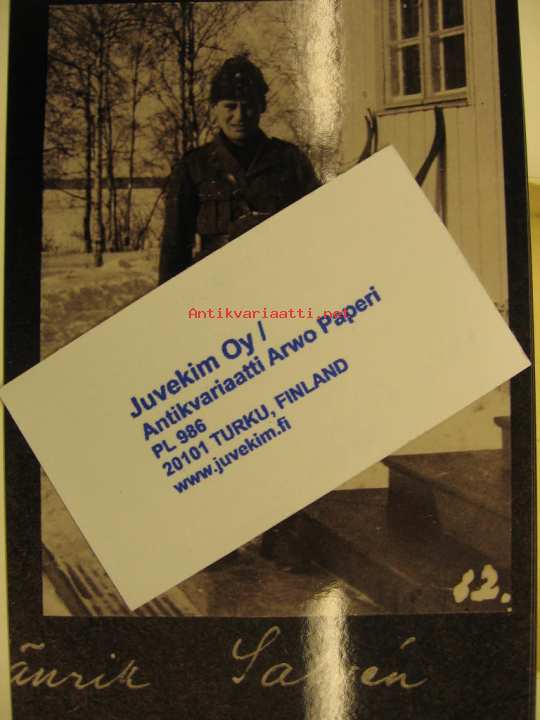 Antikvariaatti.net
Juvekim Oy /
Antikvariaatti Arwo Paperi
PL 986
20101 TURKU, FINLAND
www.juvekim.fi
12.
änrik